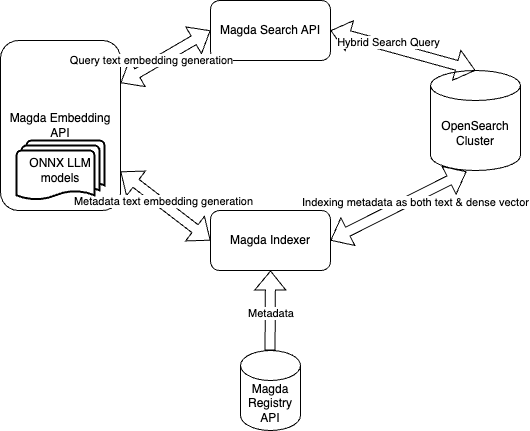 Magda Search API
Query text embedding generation
Hybrid Search Query
Magda Embedding
API
ONNX LLM
models
OpenSearch
Cluster
Metadata text embedding generation
Indexing metadata as both text & dense vector
Magda Indexer
Metadata
Magda
Registry
API